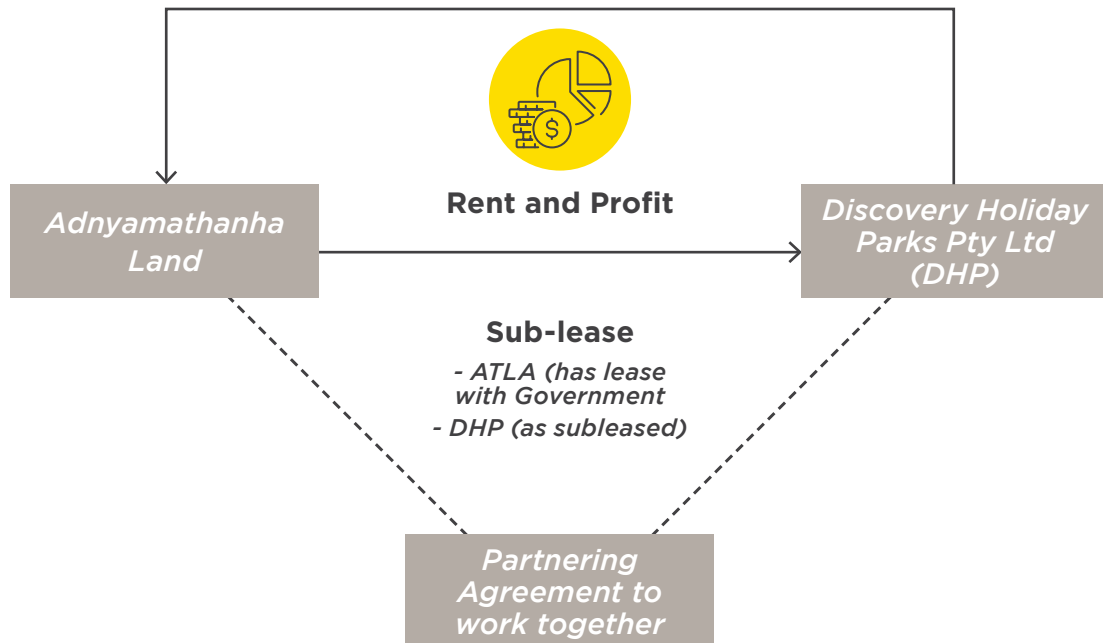 $
Rent and Profit
Adnyamathanha
Land
Discovery Holiday
Parks Pty Ltd
(DHP)
Sub-lease
- ATLA (has lease
with Government
- DHP (as subleased)
Partnering
Agreement to
work together